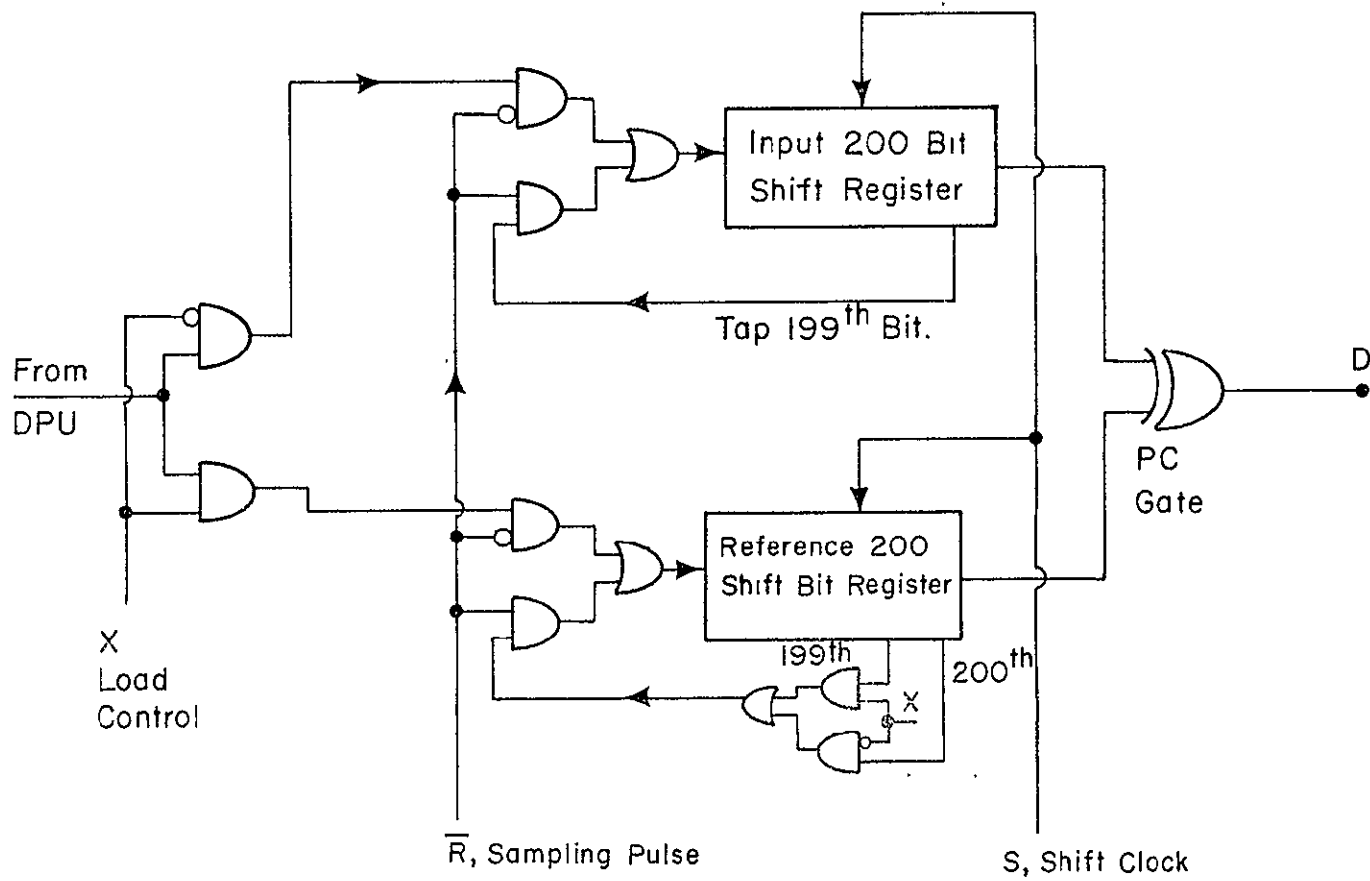 Input 200 Bit
Shift Register
Tap 199th Bit.
From
DPU
D
PC
Gate
Reference 200
Shift Bit Register
199th
200th
X
X
Load
Control
R̅, Sampling Pulse
S, Shift Clock